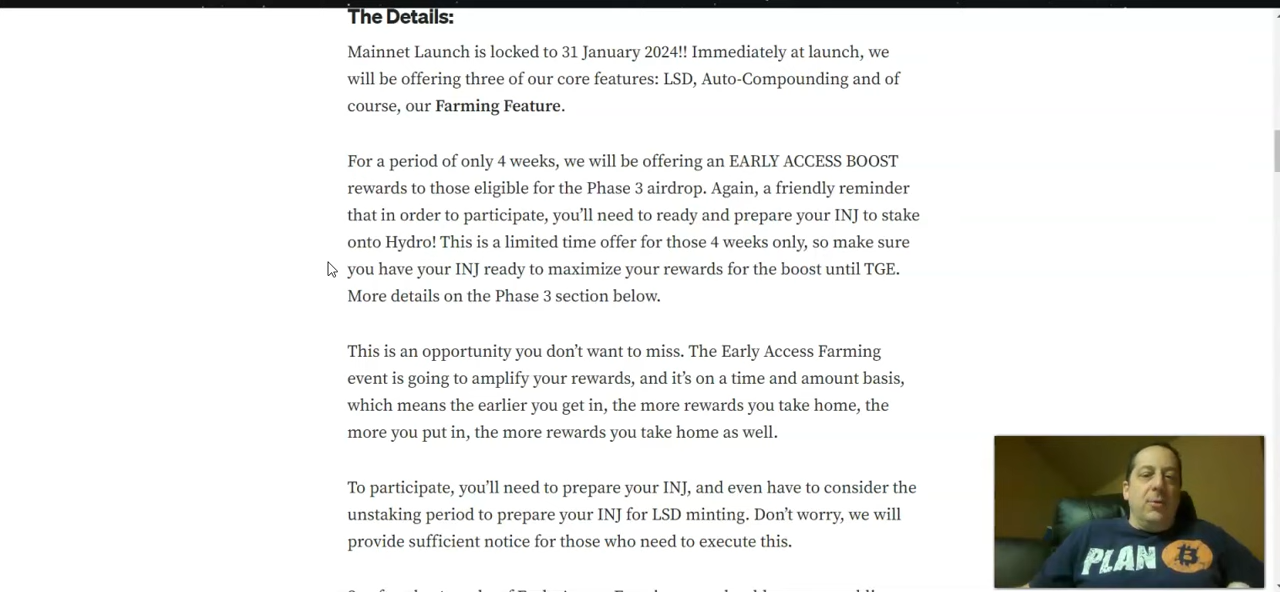 The Details:
Mainnet Launch is locked to 31 January 2024!! Immediately at launch, we
will be offering three of our core features: LSD, Auto-Compounding and of
course, our Farming Feature.
For a period of only 4 weeks, we will be offering an EARLY ACCESS BOOST
rewards to those eligible for the Phase 3 airdrop. Again, a friendly reminder
that in order to participate, you’ll need to ready and prepare your INJ to stake
onto Hydro! This is a limited time offer for those 4 weeks only, so make sure
you have your INJ ready to maximize your rewards for the boost until TGE.
More details on the Phase 3 section below.
This is an opportunity you don’t want to miss. The Early Access Farming
event is going to amplify your rewards, and it’s on a time and amount basis,
which means the earlier you get in, the more rewards you take home, the
more you put in, the more rewards you take home as well.
To participate, you’ll need to prepare your INJ, and even have to consider the
unstaking period to prepare your INJ for LSD minting. Don’t worry, we will
provide sufficient notice for those who need to execute this.
PLAN ₿